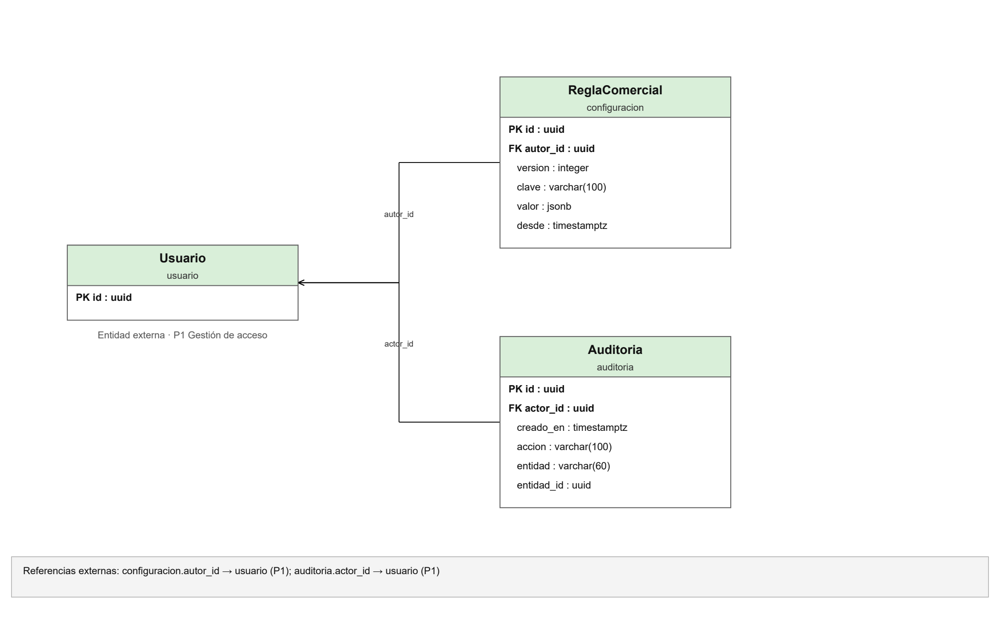 ReglaComercial
configuracion
PK id : uuid
FK autor_id : uuid
version : integer
clave : varchar(100)
valor : jsonb
desde : timestamptz
autor_id
Usuario
usuario
PK id : uuid
Entidad externa · P1 Gestión de acceso
actor_id
Auditoria
auditoria
PK id : uuid
FK actor_id : uuid
creado_en : timestamptz
accion : varchar(100)
entidad : varchar(60)
entidad_id : uuid
Referencias externas: configuracion.autor_id → usuario (P1); auditoria.actor_id → usuario (P1)